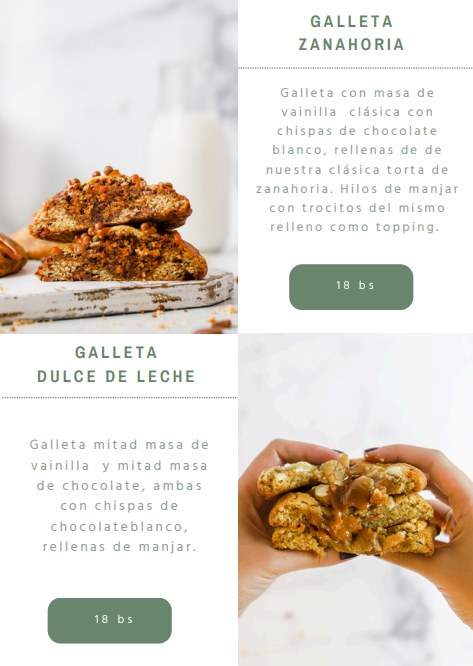 GALLETA
ZANAHORIA
Galleta con masa de
vainilla clásica con
chispas de chocolate
blanco, rellenas de de
nuestra clásica torta de
zanahoria. Hilos de manjar
con trocitos del mismo
relleno como topping.
18 bs
GALLETA
DULCE DE LECHE
Galleta mitad masa de
vainilla y mitad masa
de chocolate, ambas
con chispas de
chocolateblanco,
rellenas de manjar.
18 bs